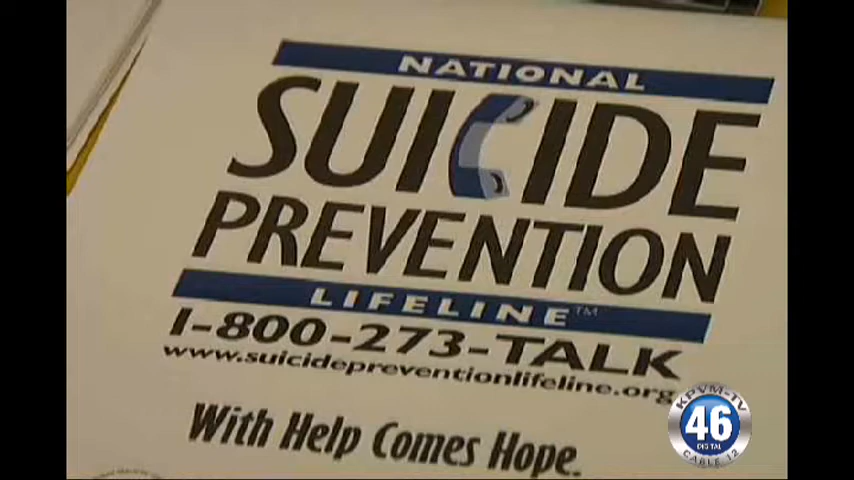 NATIONAL
SUICIDE
PREVENTION
LIFELINE™
1-800-273-TALK
www.suicidepreventionlifeline.org
With Help Comes Hope.
KPVM-TV
46
DIGITAL
CABLE 12